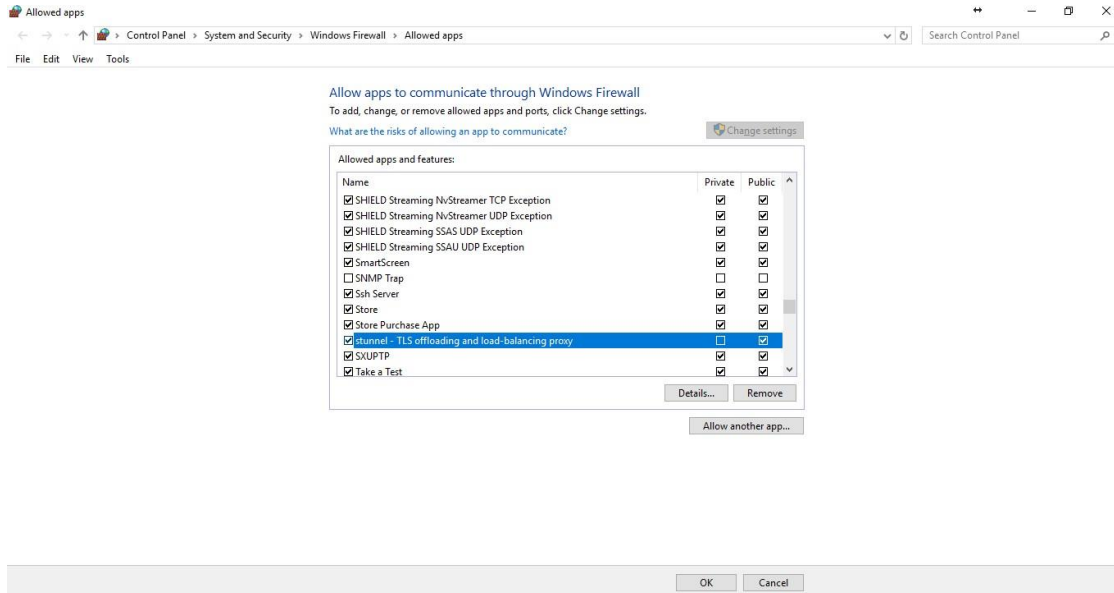 Allowed apps
Control Panel › System and Security › Windows Firewall › Allowed apps
Search Control Panel
File Edit View Tools
Allow apps to communicate through Windows Firewall
To add, change, or remove allowed apps and ports, click Change settings.
What are the risks of allowing an app to communicate?
Change settings
Allowed apps and features:
Name Private Public
SHIELD Streaming NvStreamer TCP Exception
SHIELD Streaming NvStreamer UDP Exception
SHIELD Streaming SSAS UDP Exception
SHIELD Streaming SSAU UDP Exception
SmartScreen
SNMP Trap
Ssh Server
Store
Store Purchase App
stunnel - TLS offloading and load-balancing proxy
SXUPTP
Take a Test
Details... Remove
Allow another app...
OK Cancel